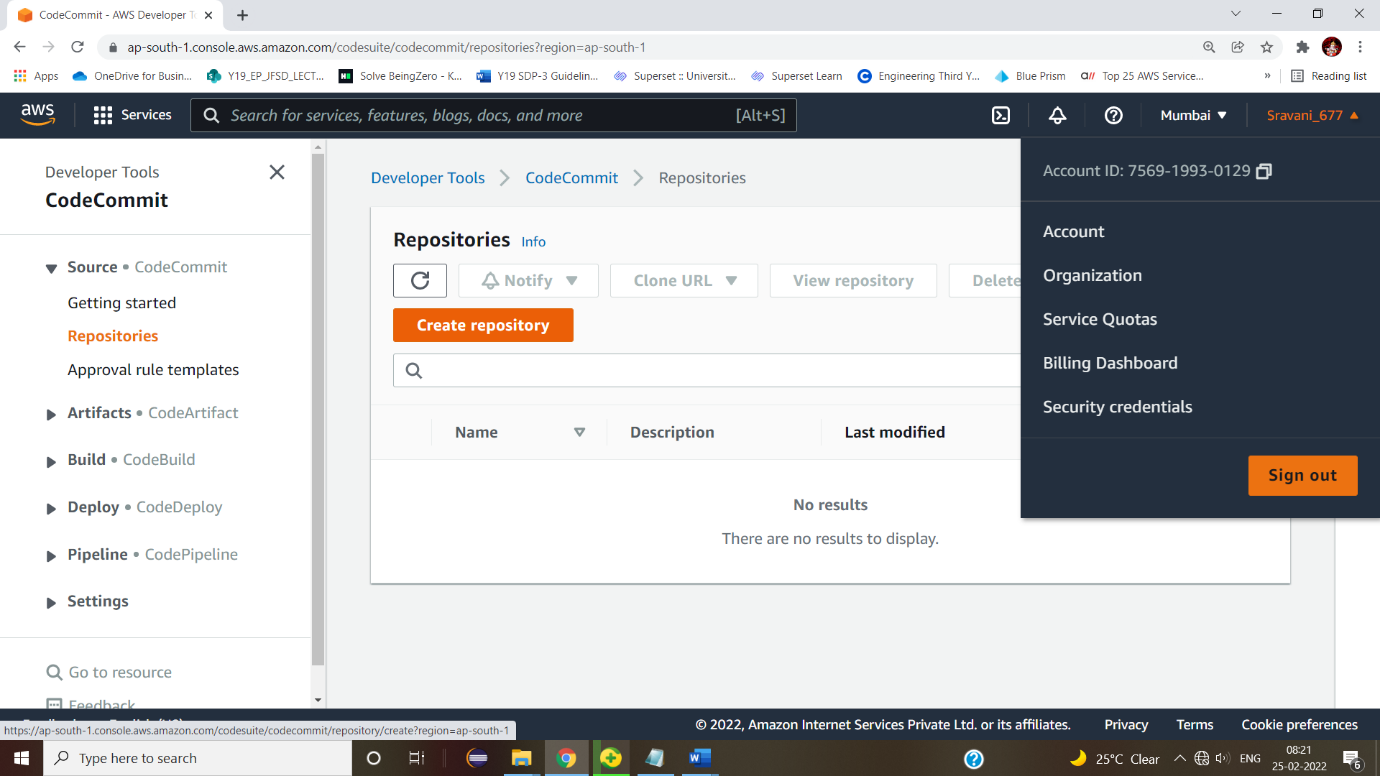 CodeCommit - AWS Developer T
ap-south-1.console.aws.amazon.com/codesuite/codecommit/repositories?region=ap-south-1
Apps OneDrive for Busin... Y19_EP_JFSD_LECT... Solve BeingZero - K... Y19 SDP-3 Guidelin... Superset :: Universit... Superset Learn Engineering Third Y... Blue Prism Top 25 AWS Service... » Reading list
aws Services Search for services, features, blogs, docs, and more [Alt+S] Mumbai Sravani_677
Developer Tools
CodeCommit
Source • CodeCommit
Getting started
Repositories
Approval rule templates
Artifacts • CodeArtifact
Build • CodeBuild
Deploy • CodeDeploy
Pipeline • CodePipeline
Settings
Go to resource
Feedback
Developer Tools CodeCommit Repositories
Repositories Info
Notify Clone URL View repository Delete
Create repository
Name Description Last modified
No results
There are no results to display.
Account ID: 7569-1993-0129
Account
Organization
Service Quotas
Billing Dashboard
Security credentials
Sign out
https://ap-south-1.console.aws.amazon.com/codesuite/codecommit/repository/create?region=ap-south-1
© 2022, Amazon Internet Services Private Ltd. or its affiliates. Privacy Terms Cookie preferences
Type here to search
25°C Clear ENG 08:21
25-02-2022
6